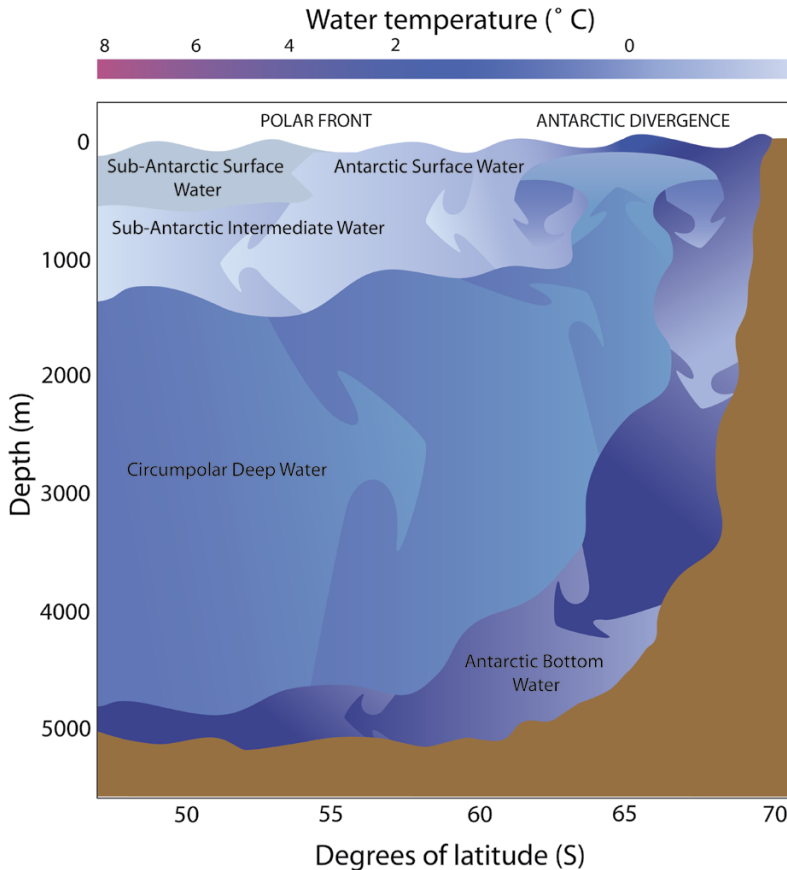 Water temperature (˚ C)
8 6 4 2 0
POLAR FRONT
ANTARCTIC DIVERGENCE
Sub-Antarctic Surface
Water
Antarctic Surface Water
Sub-Antarctic Intermediate Water
Circumpolar Deep Water
Antarctic Bottom
Water
Depth (m)
0
1000
2000
3000
4000
5000
50 55 60 65 70
Degrees of latitude (S)